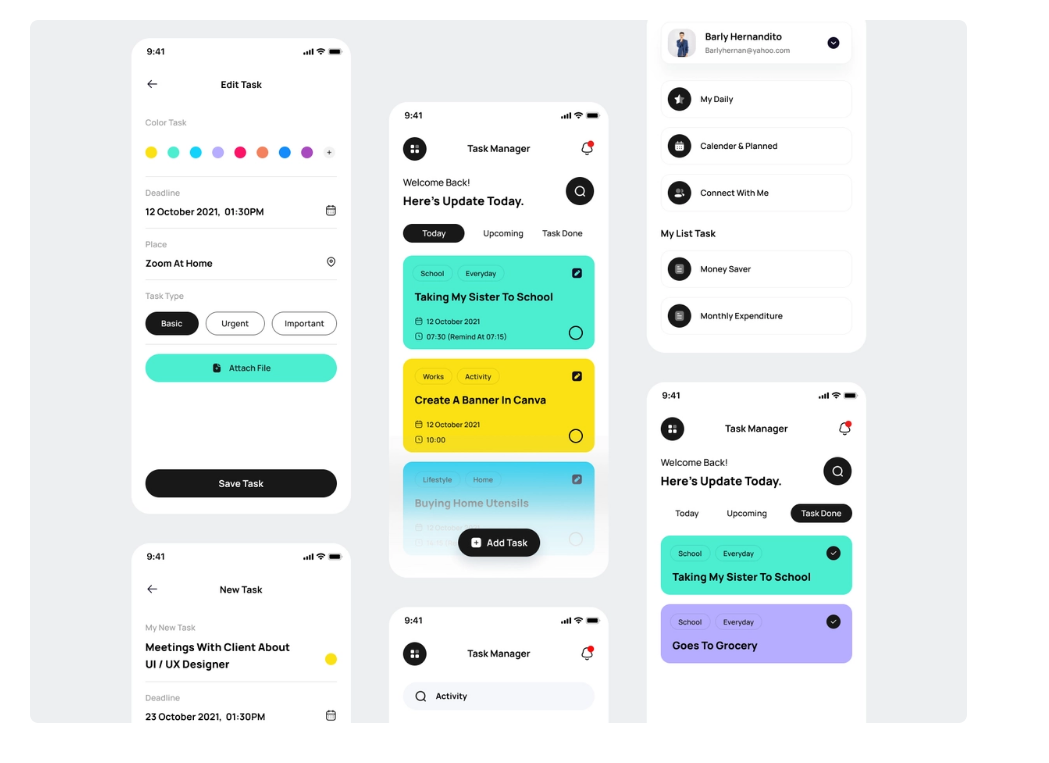 9:41
Edit Task
Color Task
+
Deadline
12 October 2021, 01:30PM
Place
Zoom At Home
Task Type
Basic Urgent Important
Attach File
Save Task
9:41
New Task
My New Task
Meetings With Client About
UI / UX Designer
Deadline
23 October 2021, 01:30PM
9:41
Task Manager
Welcome Back!
Here's Update Today.
Today Upcoming Task Done
School Everyday
Taking My Sister To School
12 October 2021
07:30 (Remind At 07:15)
Works Activity
Create A Banner In Canva
12 October 2021
10:00
Lifestyle Home
Buying Home Utensils
Add Task
9:41
Task Manager
Activity
Barly Hernandito
Barlyhernan@yahoo.com
My Daily
Calender & Planned
Connect With Me
My List Task
Money Saver
Monthly Expenditure
9:41
Task Manager
Welcome Back!
Here's Update Today.
Today Upcoming Task Done
School Everyday
Taking My Sister To School
School Everyday
Goes To Grocery